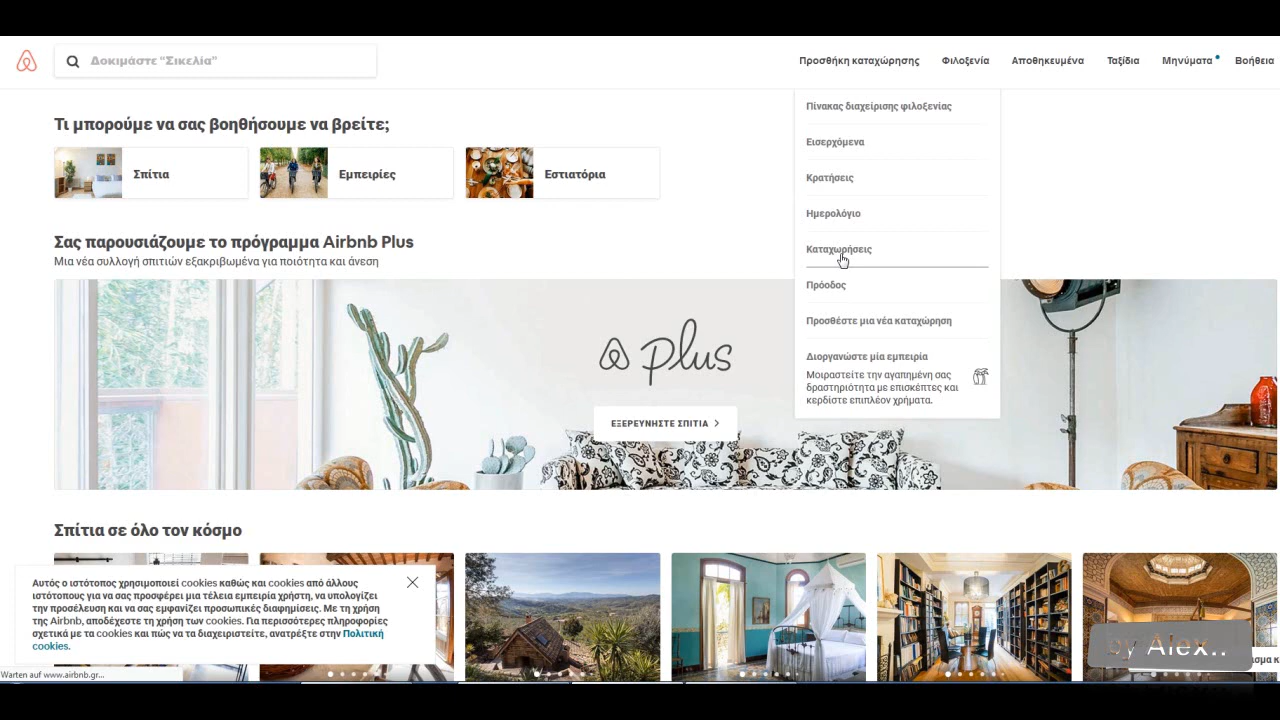 Δοκιμάστε “Σικελία”
Προσθήκη καταχώρησης
Φιλοξενία
Αποθηκευμένα
Ταξίδια
Μηνύματα
Βοήθεια
Πίνακας διαχείρισης φιλοξενίας
Εισερχόμενα
Κρατήσεις
Ημερολόγιο
Καταχωρήσεις
Πρόοδος
Προσθέστε μια νέα καταχώρηση
Διοργανώστε μία εμπειρία
Μοιραστείτε την αγαπημένη σας
δραστηριότητα με επισκέπτες και
κερδίστε επιπλέον χρήματα.
Τι μπορούμε να σας βοηθήσουμε να βρείτε;
Σπίτια
Εμπειρίες
Εστιατόρια
Σας παρουσιάζουμε το πρόγραμμα Airbnb Plus
Μια νέα συλλογή σπιτιών εξακριβωμένα για ποιότητα και άνεση
plus
ΕΞΕΡΕΥΝΗΣΤΕ ΣΠΙΤΙΑ
Σπίτια σε όλο τον κόσμο
Αυτός ο ιστότοπος χρησιμοποιεί cookies καθώς και cookies από άλλους
ιστότοπους για να σας προσφέρει μια τέλεια εμπειρία χρήστη, να υπολογίζει
την προσέλευση και να σας εμφανίζει προσωπικές διαφημίσεις. Με τη χρήση
της Airbnb, αποδέχεστε τη χρήση των cookies. Για περισσότερες πληροφορίες
σχετικά με τα cookies και πώς να τα διαχειριστείτε, ανατρέξτε στην Πολιτική
cookies.
Warten auf www.airbnb.gr...
by Alex..